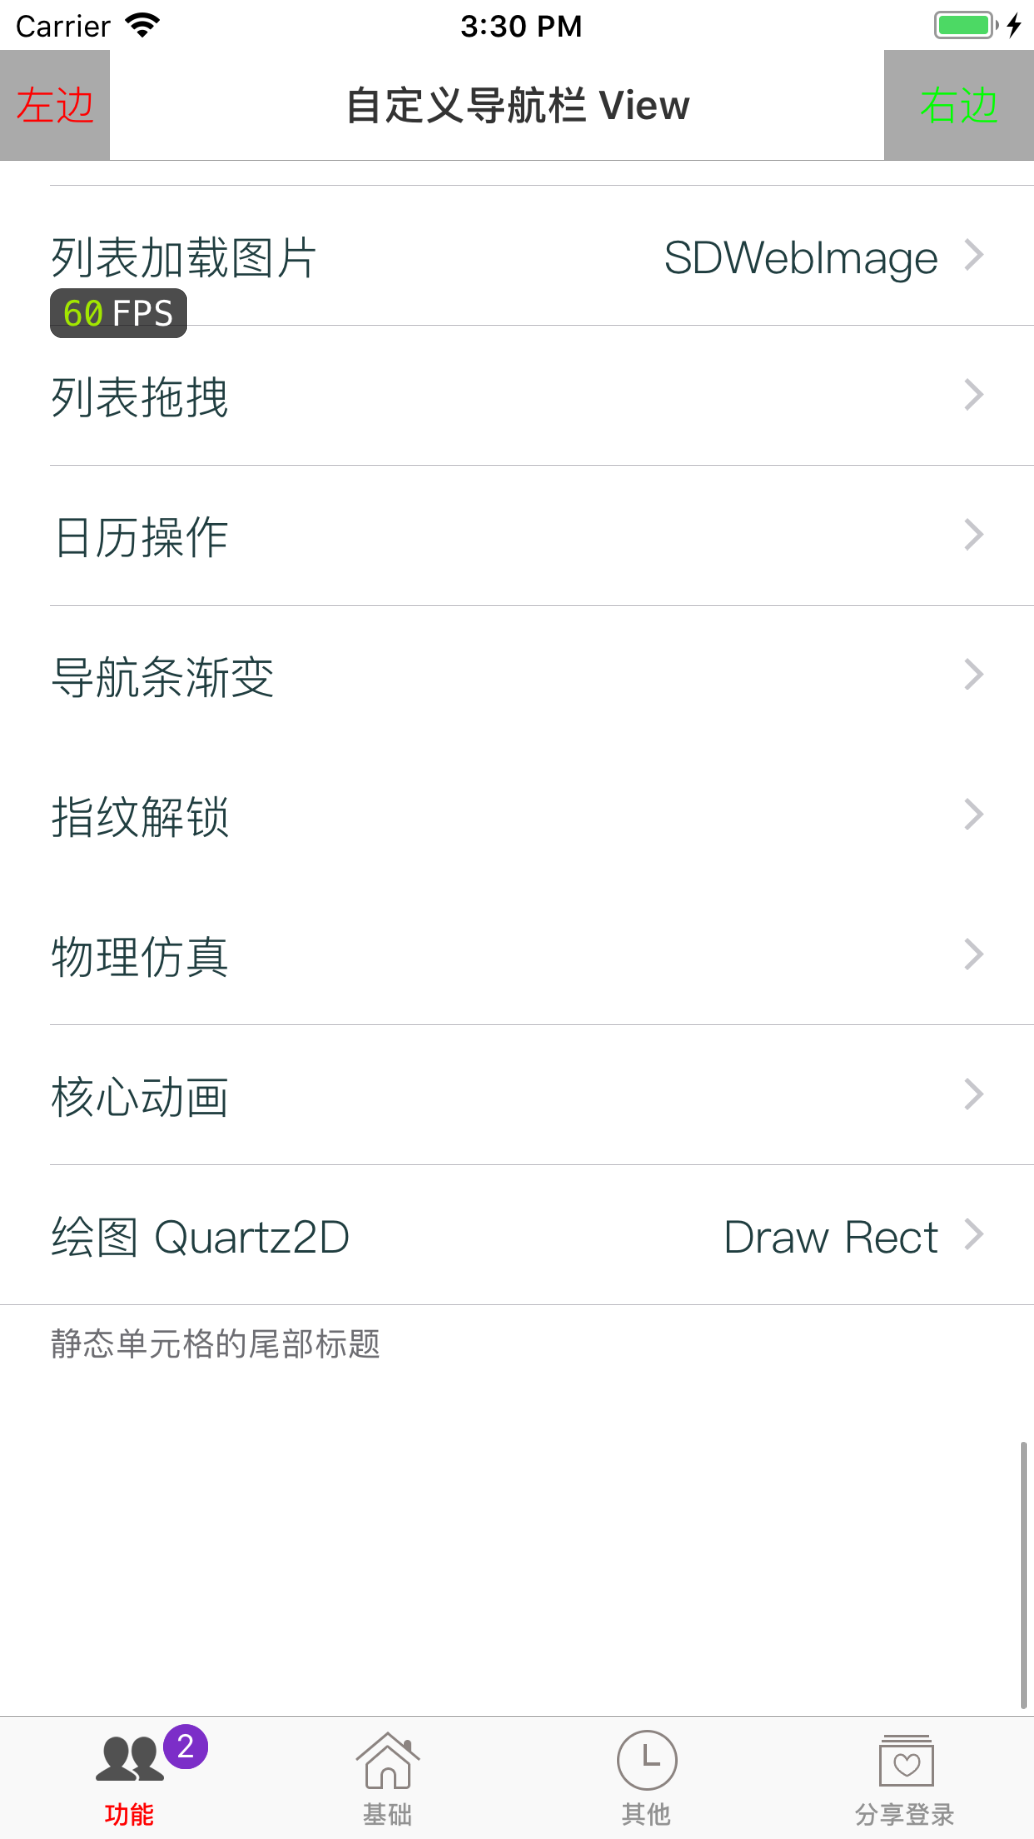 Carrier 3:30 PM
左边 自定义导航栏 View 右边
列表加载图片 SDWebImage
60 FPS
列表拖拽
日历操作
导航条渐变
指纹解锁
物理仿真
核心动画
绘图 Quartz2D Draw Rect
静态单元格的尾部标题
2
功能 基础 其他 分享登录